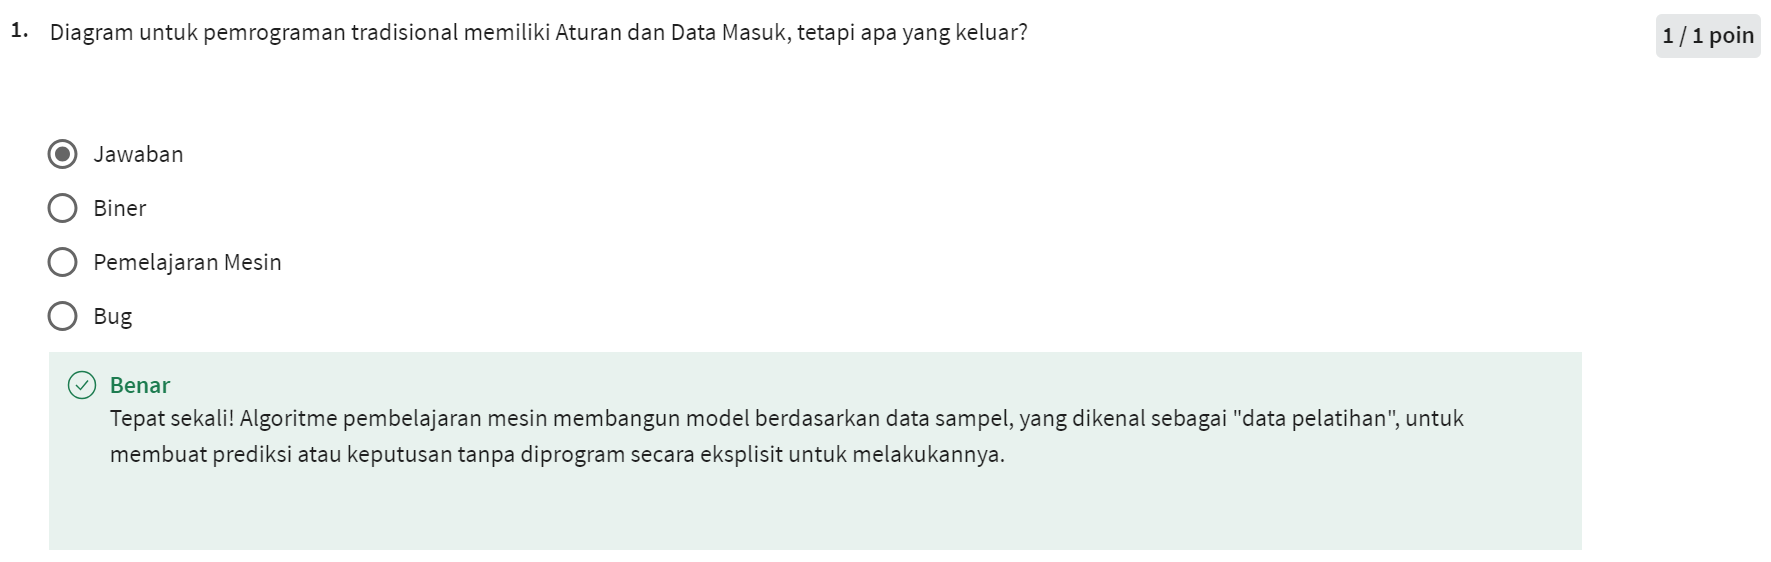 1. Diagram untuk pemrograman tradisional memiliki Aturan dan Data Masuk, tetapi apa yang keluar?
1 / 1 poin
Jawaban
Biner
Pemelajaran Mesin
Bug
Benar
Tepat sekali! Algoritme pembelajaran mesin membangun model berdasarkan data sampel, yang dikenal sebagai "data pelatihan", untuk
membuat prediksi atau keputusan tanpa diprogram secara eksplisit untuk melakukannya.